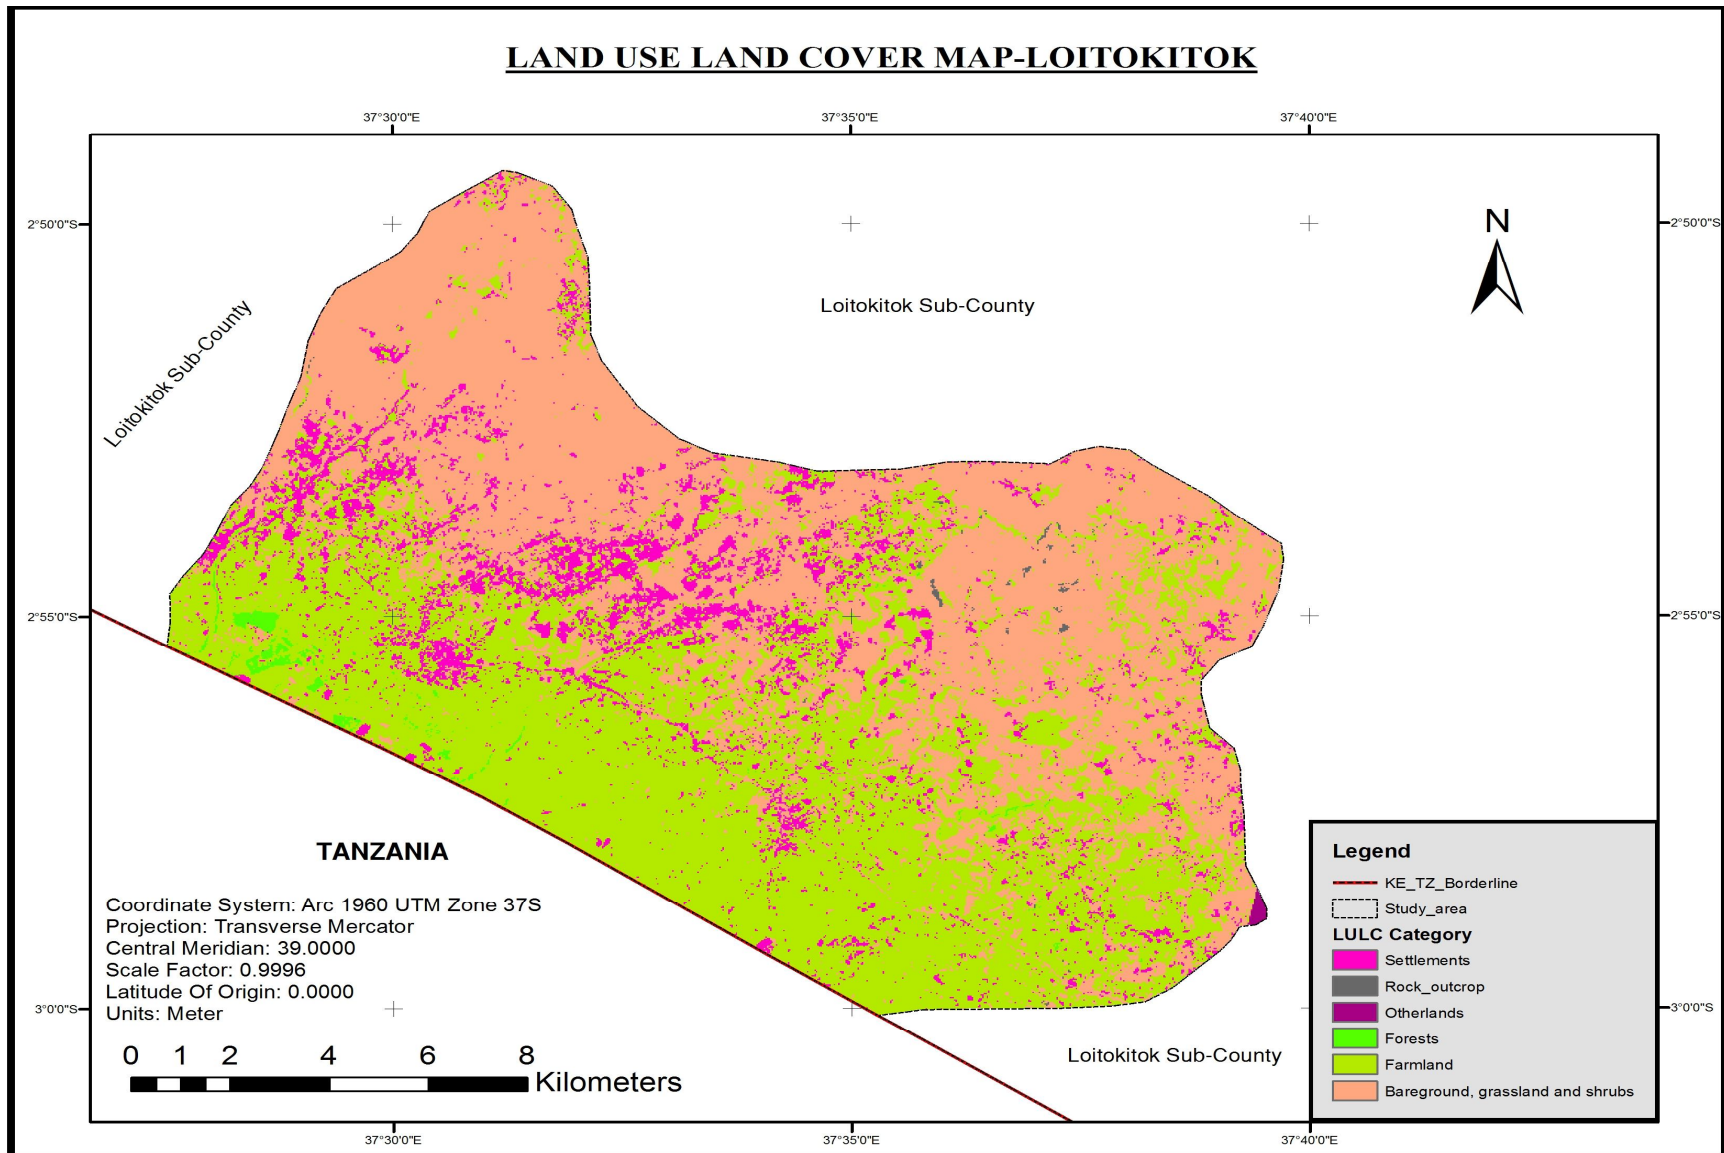 LAND USE LAND COVER MAP-LOITOKITOK
37°30'0"E
37°35'0"E
37°40'0"E
2°50'0"S
2°50'0"S
N
Loitokitok Sub-County
Loitokitok Sub-County
2°55'0"S
2°55'0"S
TANZANIA
Coordinate System: Arc 1960 UTM Zone 37S
Projection: Transverse Mercator
Central Meridian: 39.0000
Scale Factor: 0.9996
Latitude Of Origin: 0.0000
Units: Meter
3°0'0"S
3°0'0"S
0 1 2 4 6 8
Kilometers
Loitokitok Sub-County
Legend
KE_TZ_Borderline
Study_area
LULC Category
Settlements
Rock_outcrop
Otherlands
Forests
Farmland
Bareground, grassland and shrubs
37°30'0"E
37°35'0"E
37°40'0"E